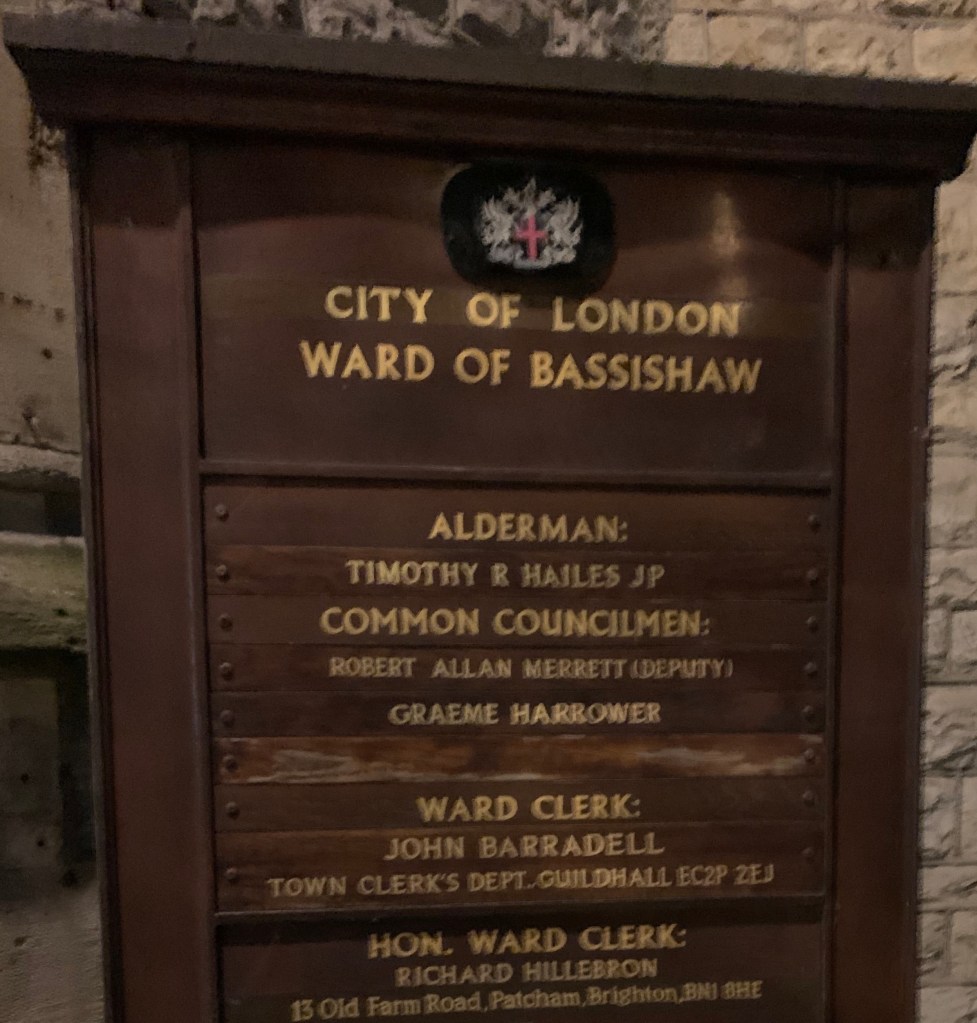 CITY OF LONDON
WARD OF BASSISHAW
ALDERMAN:
TIMOTHY R HAILES JP
COMMON COUNCILMEN:
ROBERT ALLAN MERRETT (DEPUTY)
GRAEME HARROWER
WARD CLERK:
JOHN BARRADELL
TOWN CLERK'S DEPT. GUILDHALL EC2P 2EJ
HON. WARD CLERK:
RICHARD HILLEBRON
13 Old Farm Road, Patcham, Brighton, BN1 8HE